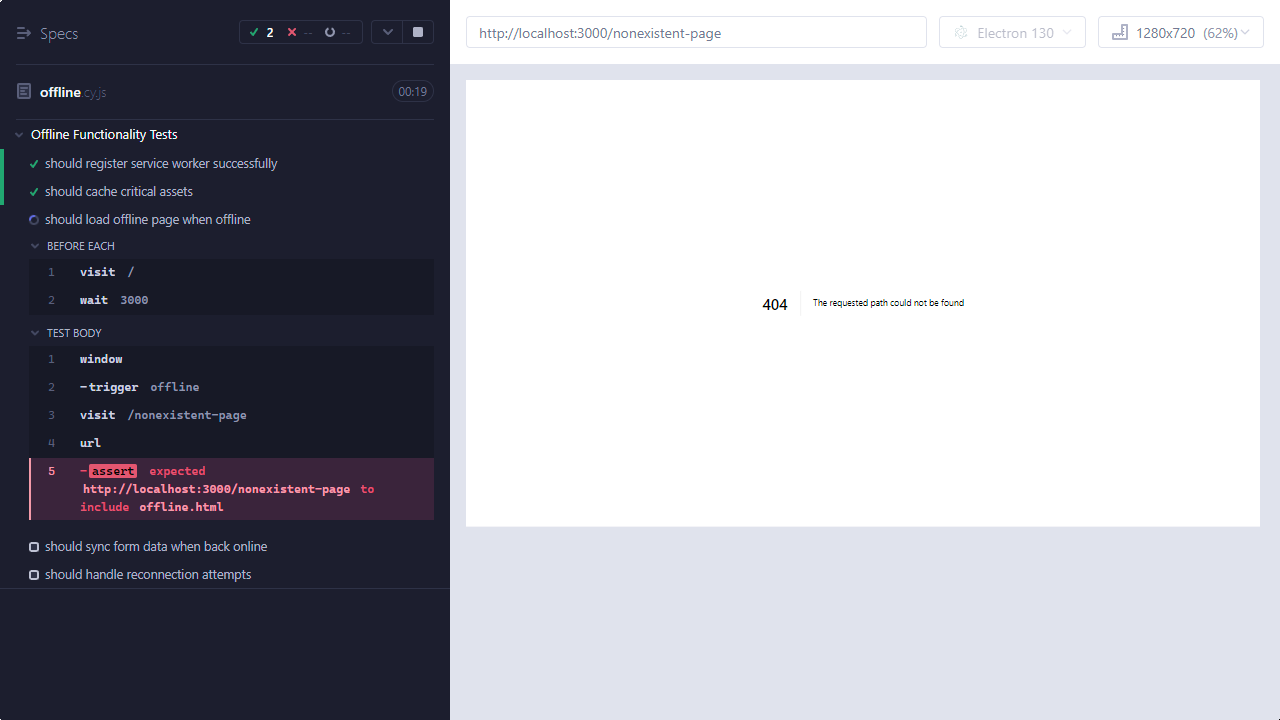 Specs
2 -- --
offline cy.js
00:19
Offline Functionality Tests
should register service worker successfully
should cache critical assets
should load offline page when offline
BEFORE EACH
1 visit /
2 wait 3000
TEST BODY
1 window
2 -trigger offline
3 visit /nonexistent-page
4 url
5 -assert expected
http://localhost:3000/nonexistent-page to
include offline.html
should sync form data when back online
should handle reconnection attempts
http://localhost:3000/nonexistent-page
Electron 130
1280x720 (62%)
404
The requested path could not be found